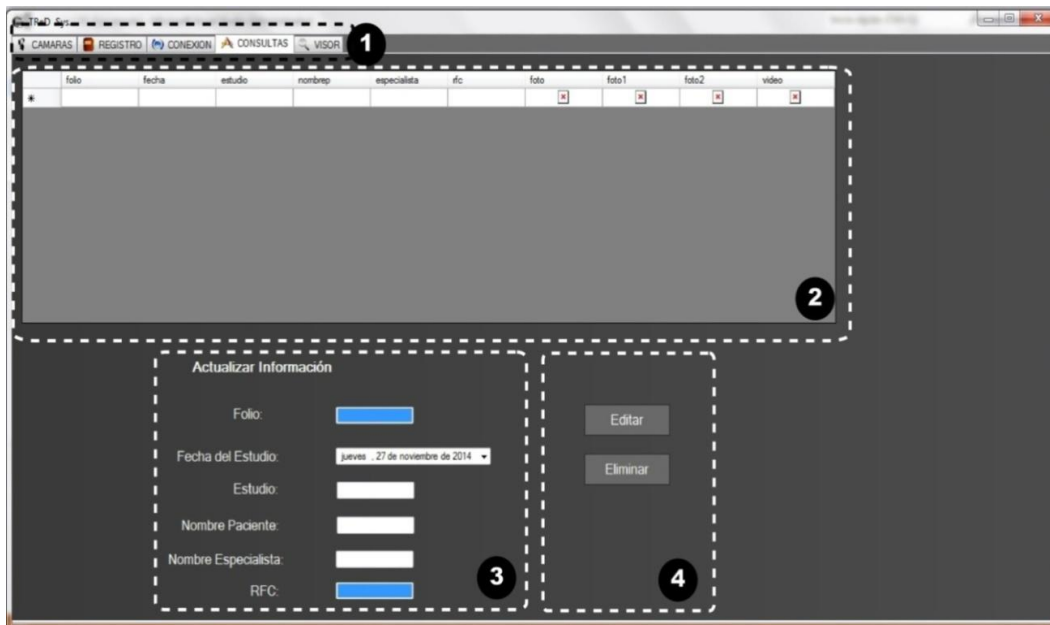 TReD_Sys
CAMARAS REGISTRO CONEXION CONSULTAS VISOR
1
folio fecha estudio nombrep especialista rfc foto foto1 foto2 video
2
Actualizar Información
Folio:
Fecha del Estudio: jueves , 27 de noviembre de 2014
Estudio:
Nombre Paciente:
Nombre Especialista:
RFC:
3
Editar
Eliminar
4